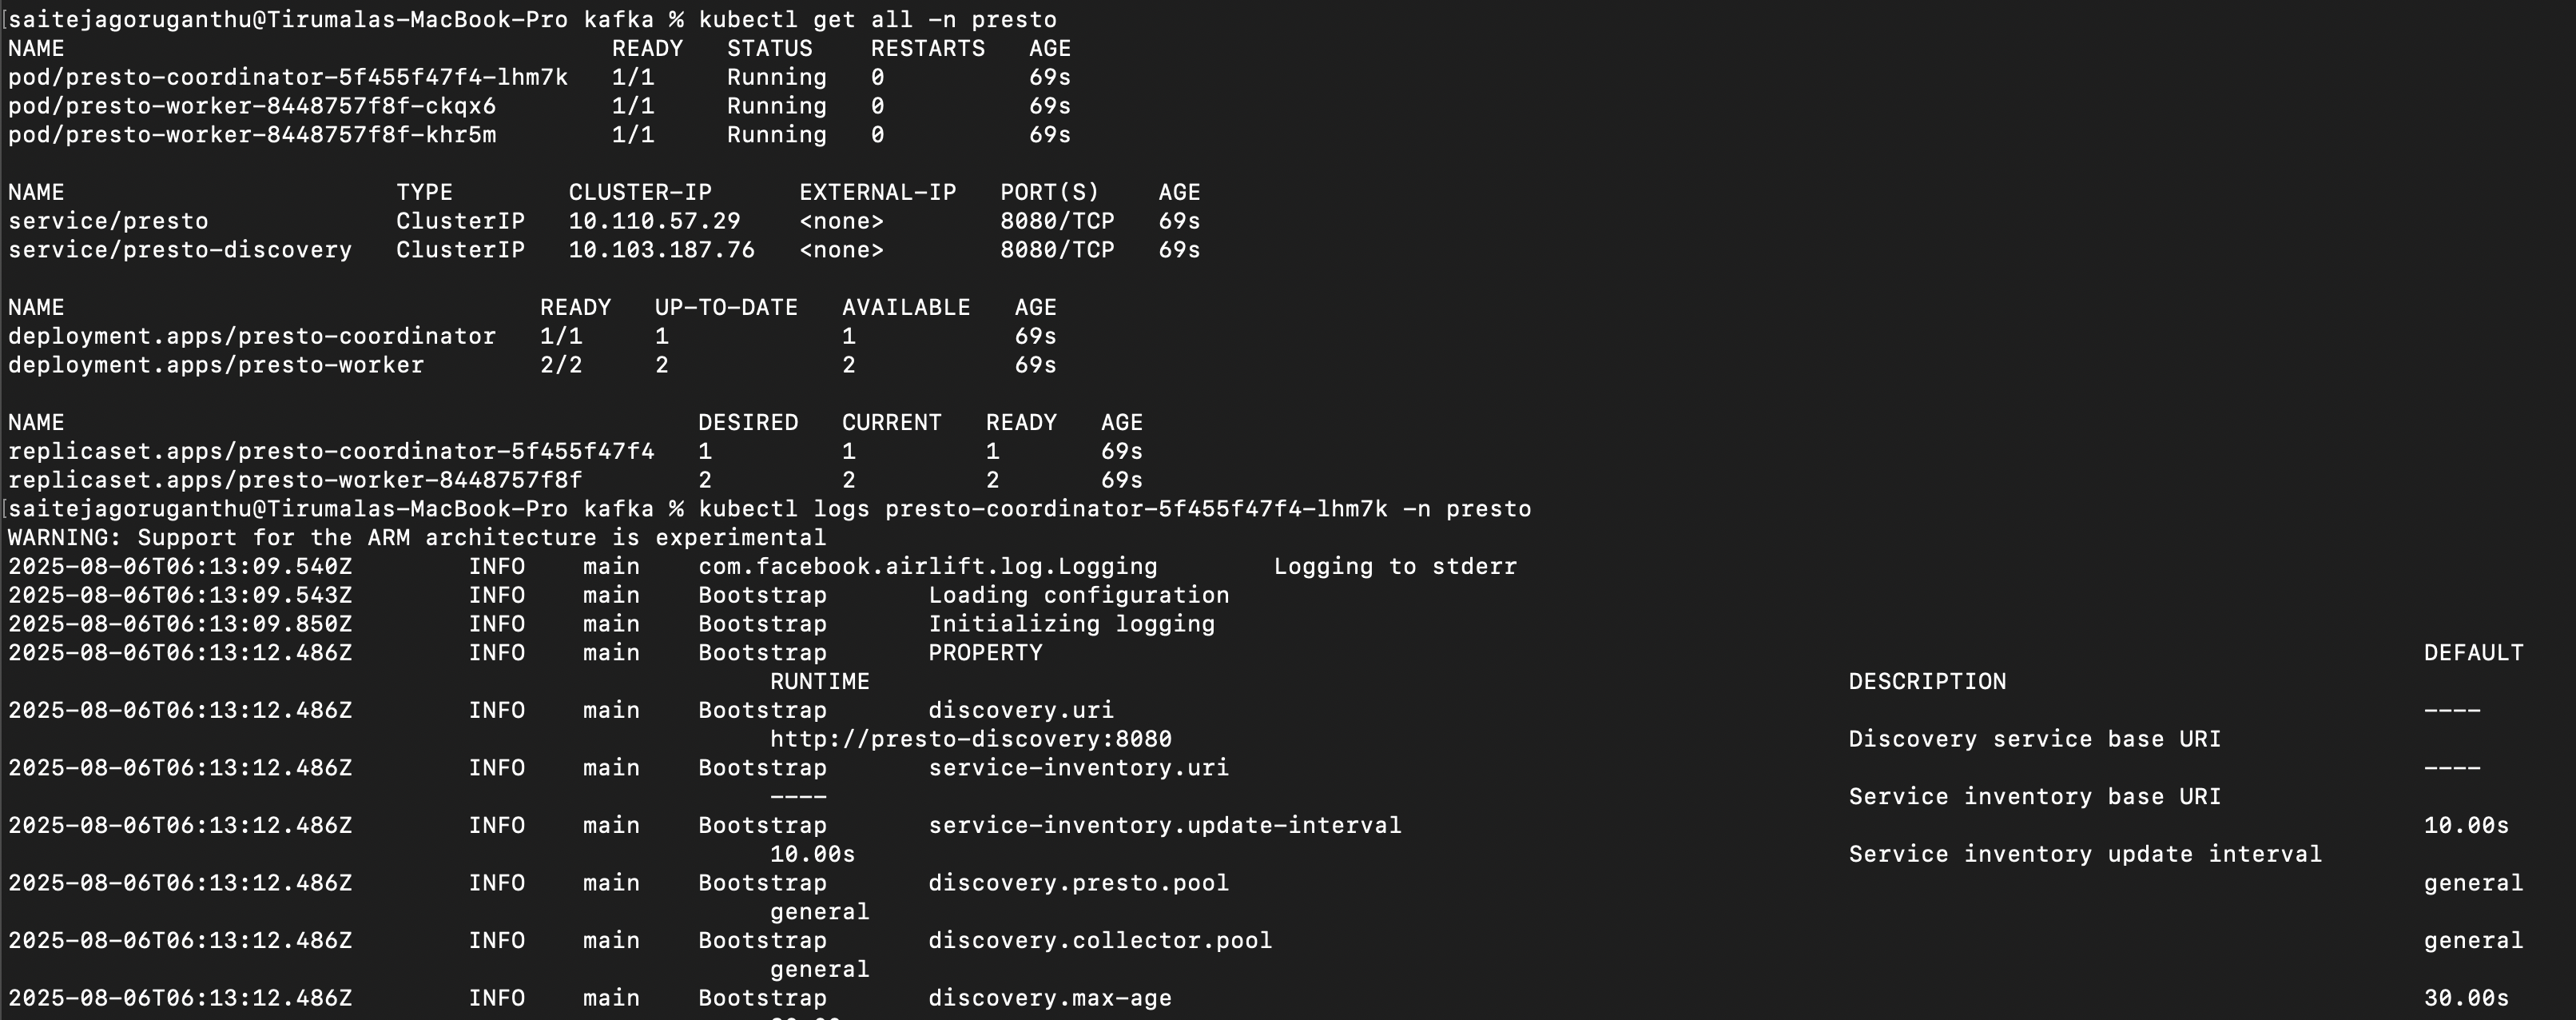 [saitejagoruganthu@Tirumalas-MacBook-Pro kafka % kubectl get all -n presto
NAME                                      READY   STATUS    RESTARTS   AGE
pod/presto-coordinator-5f455f47f4-lhm7k   1/1     Running   0          69s
pod/presto-worker-8448757f8f-ckqx6        1/1     Running   0          69s
pod/presto-worker-8448757f8f-khr5m        1/1     Running   0          69s
NAME                       TYPE        CLUSTER-IP      EXTERNAL-IP   PORT(S)    AGE
service/presto             ClusterIP   10.110.57.29    <none>        8080/TCP   69s
service/presto-discovery   ClusterIP   10.103.187.76   <none>        8080/TCP   69s
NAME                                 READY   UP-TO-DATE   AVAILABLE   AGE
deployment.apps/presto-coordinator   1/1     1            1           69s
deployment.apps/presto-worker        2/2     2            2           69s
NAME                                            DESIRED   CURRENT   READY   AGE
replicaset.apps/presto-coordinator-5f455f47f4   1         1         1       69s
replicaset.apps/presto-worker-8448757f8f        2         2         2       69s
[saitejagoruganthu@Tirumalas-MacBook-Pro kafka % kubectl logs presto-coordinator-5f455f47f4-lhm7k -n presto
WARNING: Support for the ARM architecture is experimental
2025-08-06T06:13:09.540Z INFO main com.facebook.airlift.log.Logging Logging to stderr
2025-08-06T06:13:09.543Z INFO main Bootstrap Loading configuration
2025-08-06T06:13:09.850Z INFO main Bootstrap Initializing logging
2025-08-06T06:13:12.486Z INFO main Bootstrap PROPERTY DEFAULT
RUNTIME DESCRIPTION
2025-08-06T06:13:12.486Z INFO main Bootstrap discovery.uri ----
http://presto-discovery:8080 Discovery service base URI
2025-08-06T06:13:12.486Z INFO main Bootstrap service-inventory.uri ----
---- Service inventory base URI
2025-08-06T06:13:12.486Z INFO main Bootstrap service-inventory.update-interval 10.00s
10.00s Service inventory update interval
2025-08-06T06:13:12.486Z INFO main Bootstrap discovery.presto.pool general
general
2025-08-06T06:13:12.486Z INFO main Bootstrap discovery.collector.pool general
general
2025-08-06T06:13:12.486Z INFO main Bootstrap discovery.max-age 30.00s